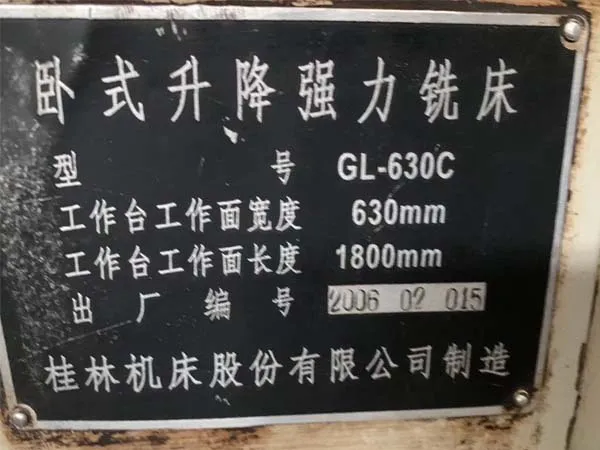 卧式升降强力铣床
型 号 GL-630C
工作台工作面宽度 630mm
工作台工作面长度 1800mm
出厂编号 2006 02 015
桂林机床股份有限公司制造